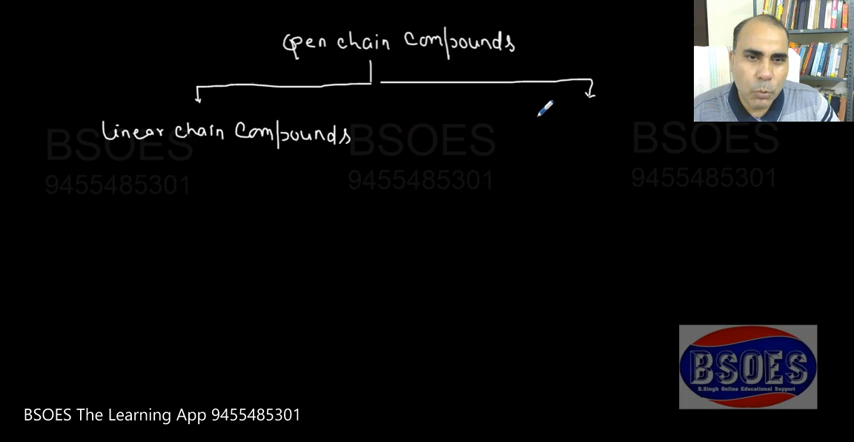 Open chain Compounds
Linear chain Compounds
BSOES BSOES BSOES
9455485301 9455485301 9455485301
BSOES
B.Singh Online Educational Support
BSOES The Learning App 9455485301